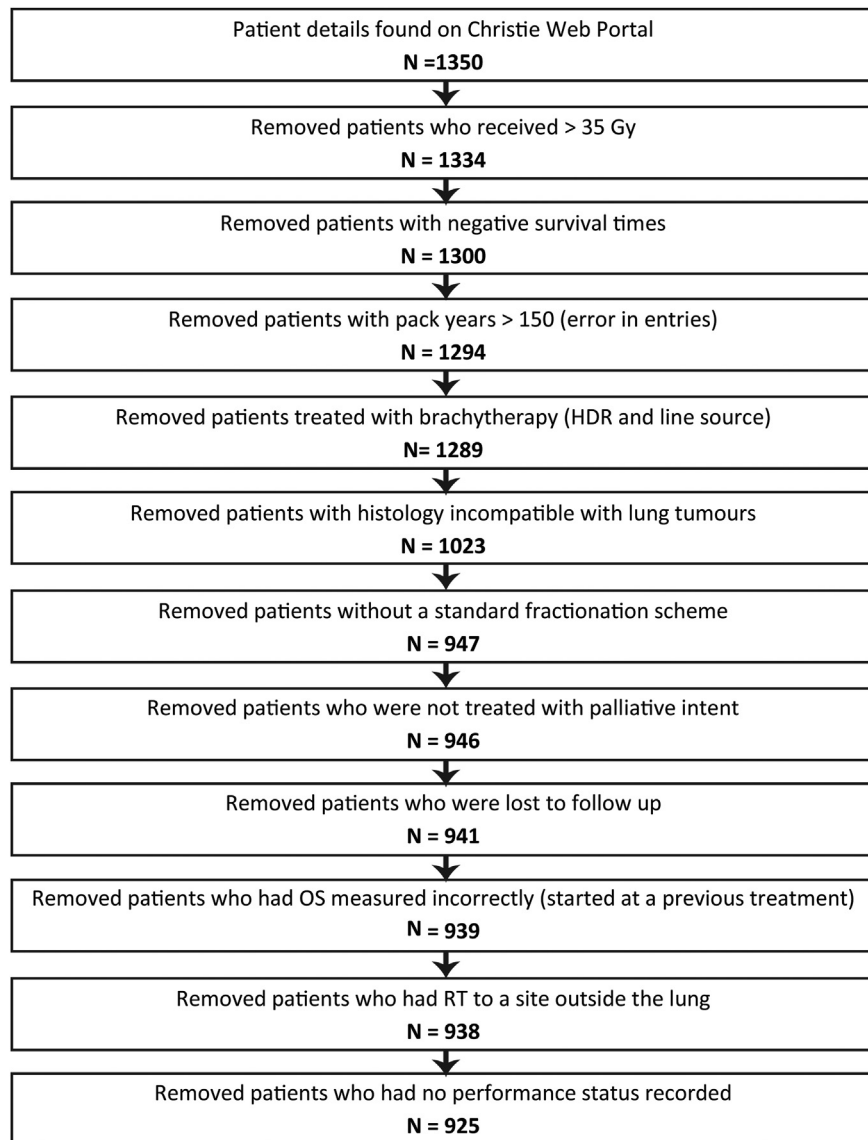 Patient details found on Christie Web Portal
N =1350
Removed patients who received > 35 Gy
N = 1334
Removed patients with negative survival times
N = 1300
Removed patients with pack years > 150 (error in entries)
N = 1294
Removed patients treated with brachytherapy (HDR and line source)
N= 1289
Removed patients with histology incompatible with lung tumours
N = 1023
Removed patients without a standard fractionation scheme
N = 947
Removed patients who were not treated with palliative intent
N = 946
Removed patients who were lost to follow up
N = 941
Removed patients who had OS measured incorrectly (started at a previous treatment)
N = 939
Removed patients who had RT to a site outside the lung
N = 938
Removed patients who had no performance status recorded
N = 925